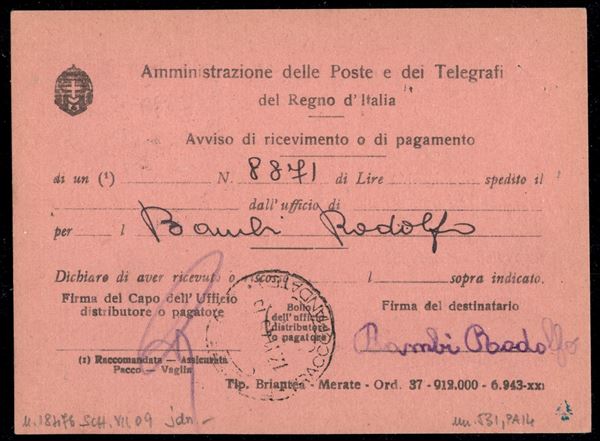 Amministrazione delle Poste e dei Telegrafi
del Regno d'Italia
Avviso di ricevimento o di pagamento
di un (¹) N. 8871 di Lire spedito il
dall'ufficio di
per l Bambi Rodolfo
Dichiaro di aver ricevuto o riscosso l sopra indicato.
Firma del Capo dell'Ufficio
distributore o pagatore
Bollo
dell'ufficio
distributore
o pagatore
Firma del destinatario
Bambi Rodolfo
(1) Raccomandata — Assicurata
Pacco — Vaglia
Tip. Briantea - Merate - Ord. 37 - 912.000 - 6.943-XXI